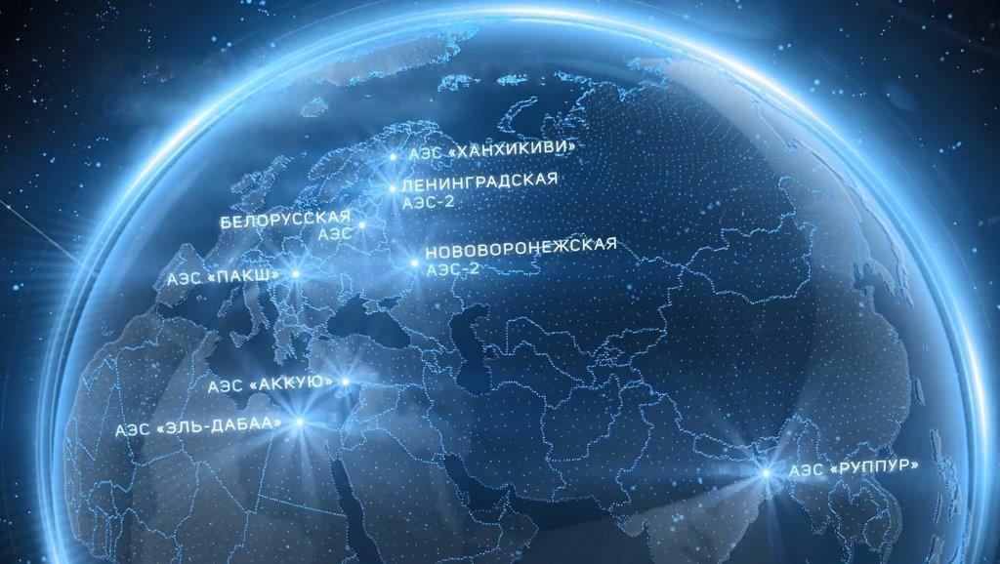 АЭС «ХАНХИКИВИ»
ЛЕНИНГРАДСКАЯ
АЭС-2
БЕЛОРУССКАЯ
АЭС
НОВОВОРОНЕЖСКАЯ
АЭС-2
АЭС «ПАКШ»
АЭС «АККУЮ»
АЭС «ЭЛЬ-ДАБАА»
АЭС «РУППУР»